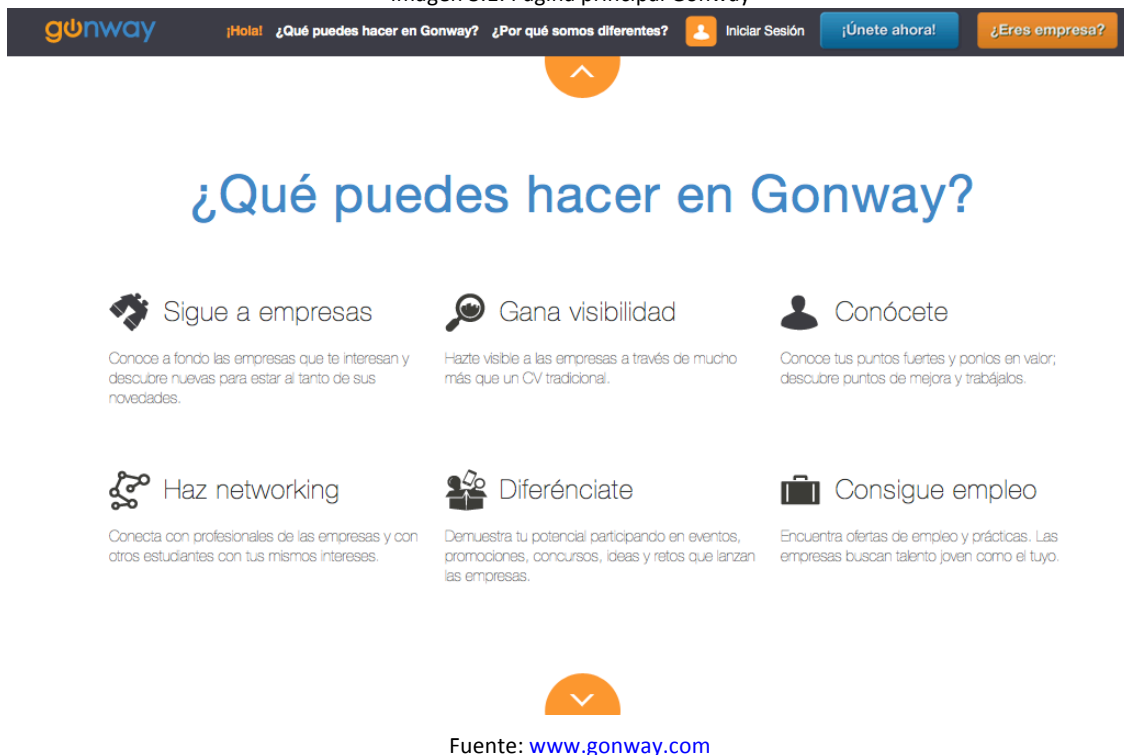 Imagen 3.2. Página principal Gonway
gonway ¡Hola! ¿Qué puedes hacer en Gonway? ¿Por qué somos diferentes? Iniciar Sesión ¡Únete ahora! ¿Eres empresa?
¿Qué puedes hacer en Gonway?
Sigue a empresas
Conoce a fondo las empresas que te interesan y
descubre nuevas para estar al tanto de sus
novedades.
Gana visibilidad
Hazte visible a las empresas a través de mucho
más que un CV tradicional.
Conócete
Conoce tus puntos fuertes y ponlos en valor;
descubre puntos de mejora y trabájalos.
Haz networking
Conecta con profesionales de las empresas y con
otros estudiantes con tus mismos intereses.
Diferénciate
Demuestra tu potencial participando en eventos,
promociones, concursos, ideas y retos que lanzan
las empresas.
Consigue empleo
Encuentra ofertas de empleo y prácticas. Las
empresas buscan talento joven como el tuyo.
Fuente: www.gonway.com